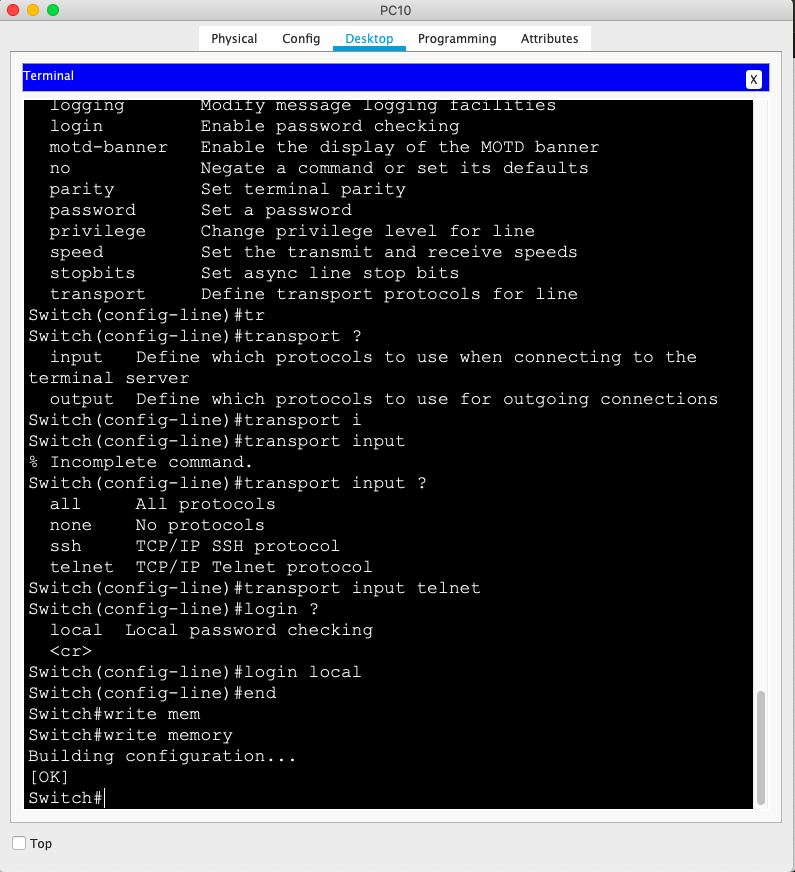 PC10
Physical Config Desktop Programming Attributes
Terminal
X
logging Modify message logging facilities
login Enable password checking
motd-banner Enable the display of the MOTD banner
no Negate a command or set its defaults
parity Set terminal parity
password Set a password
privilege Change privilege level for line
speed Set the transmit and receive speeds
stopbits Set async line stop bits
transport Define transport protocols for line
Switch(config-line)#tr
Switch(config-line)#transport ?
input Define which protocols to use when connecting to the
terminal server
output Define which protocols to use for outgoing connections
Switch(config-line)#transport i
Switch(config-line)#transport input
% Incomplete command.
Switch(config-line)#transport input ?
all All protocols
none No protocols
ssh TCP/IP SSH protocol
telnet TCP/IP Telnet protocol
Switch(config-line)#transport input telnet
Switch(config-line)#login ?
local Local password checking
<cr>
Switch(config-line)#login local
Switch(config-line)#end
Switch#write mem
Switch#write memory
Building configuration...
[OK]
Switch#
Top